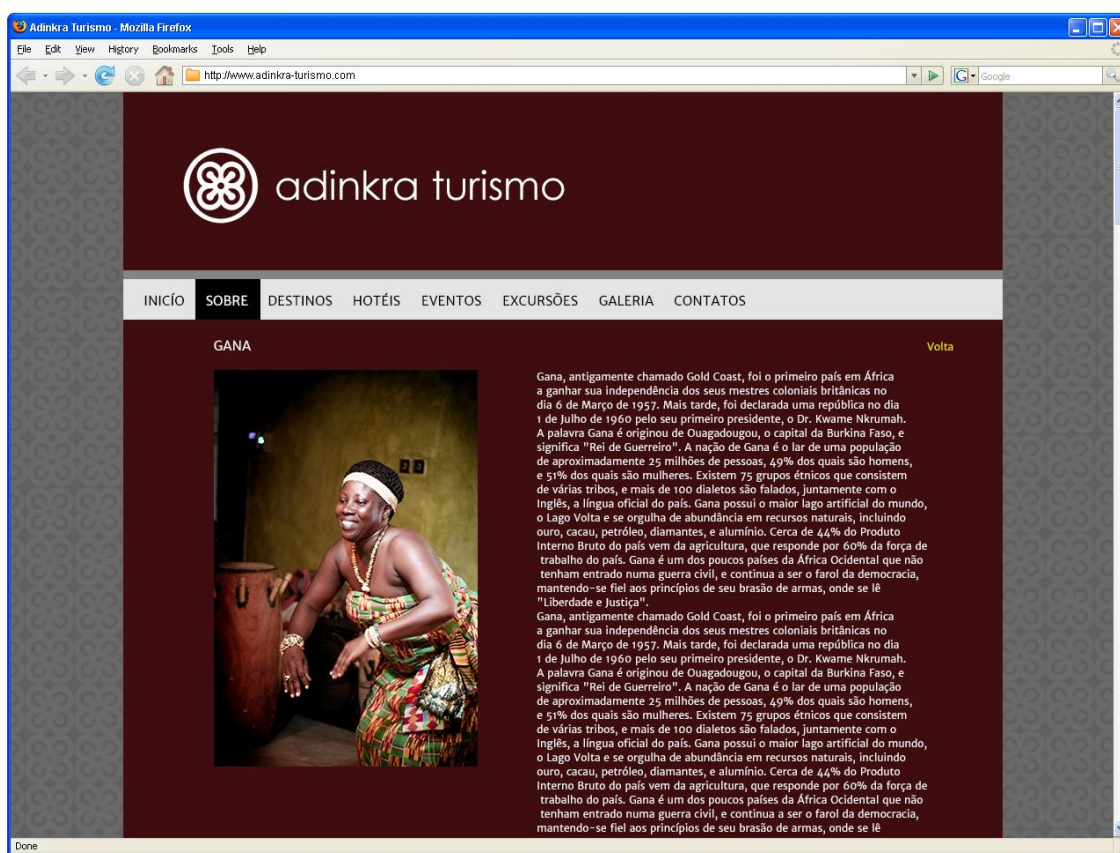 Adinkra Turismo - Mozilla Firefox
File Edit View History Bookmarks Tools Help
http://www.adinkra-turismo.com
G Google
adinkra turismo
INICÍO SOBRE DESTINOS HOTÉIS EVENTOS EXCURSÕES GALERIA CONTATOS
GANA
Volta
Gana, antigamente chamado Gold Coast, foi o primeiro país em África
a ganhar sua independência dos seus mestres coloniais britânicas no
dia 6 de Março de 1957. Mais tarde, foi declarada uma república no dia
1 de Julho de 1960 pelo seu primeiro presidente, o Dr. Kwame Nkrumah.
A palavra Gana é originou de Ouagadougou, o capital da Burkina Faso, e
significa "Rei de Guerreiro". A nação de Gana é o lar de uma população
de aproximadamente 25 milhões de pessoas, 49% dos quais são homens,
e 51% dos quais são mulheres. Existem 75 grupos étnicos que consistem
de várias tribos, e mais de 100 dialetos são falados, juntamente com o
Inglês, a língua oficial do país. Gana possui o maior lago artificial do mundo,
o Lago Volta e se orgulha de abundância em recursos naturais, incluindo
ouro, cacau, petróleo, diamantes, e alumínio. Cerca de 44% do Produto
Interno Bruto do país vem da agricultura, que responde por 60% da força de
trabalho do país. Gana é um dos poucos países da África Ocidental que não
tenham entrado numa guerra civil, e continua a ser o farol da democracia,
mantendo-se fiel aos princípios de seu brasão de armas, onde se lê
"Liberdade e Justiça".
Gana, antigamente chamado Gold Coast, foi o primeiro país em África
a ganhar sua independência dos seus mestres coloniais britânicas no
dia 6 de Março de 1957. Mais tarde, foi declarada uma república no dia
1 de Julho de 1960 pelo seu primeiro presidente, o Dr. Kwame Nkrumah.
A palavra Gana é originou de Ouagadougou, o capital da Burkina Faso, e
significa "Rei de Guerreiro". A nação de Gana é o lar de uma população
de aproximadamente 25 milhões de pessoas, 49% dos quais são homens,
e 51% dos quais são mulheres. Existem 75 grupos étnicos que consistem
de várias tribos, e mais de 100 dialetos são falados, juntamente com o
Inglês, a língua oficial do país. Gana possui o maior lago artificial do mundo,
o Lago Volta e se orgulha de abundância em recursos naturais, incluindo
ouro, cacau, petróleo, diamantes, e alumínio. Cerca de 44% do Produto
Interno Bruto do país vem da agricultura, que responde por 60% da força de
trabalho do país. Gana é um dos poucos países da África Ocidental que não
tenham entrado numa guerra civil, e continua a ser o farol da democracia,
mantendo-se fiel aos princípios de seu brasão de armas, onde se lê
Done